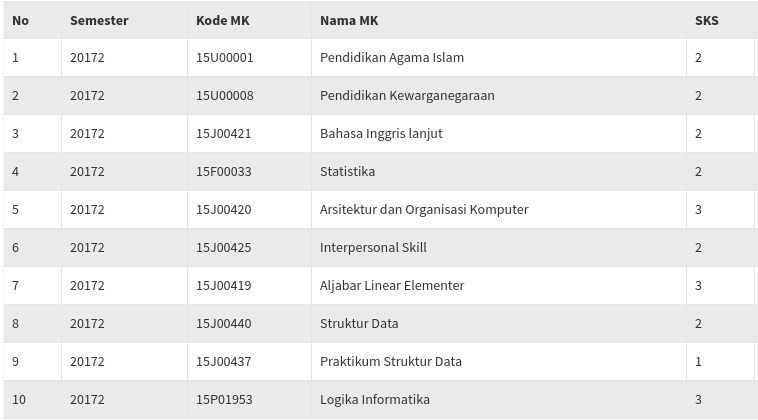 No Semester Kode MK Nama MK SKS
1 20172 15U00001 Pendidikan Agama Islam 2
2 20172 15U00008 Pendidikan Kewarganegaraan 2
3 20172 15J00421 Bahasa Inggris lanjut 2
4 20172 15F00033 Statistika 2
5 20172 15J00420 Arsitektur dan Organisasi Komputer 3
6 20172 15J00425 Interpersonal Skill 2
7 20172 15J00419 Aljabar Linear Elementer 3
8 20172 15J00440 Struktur Data 2
9 20172 15J00437 Praktikum Struktur Data 1
10 20172 15P01953 Logika Informatika 3